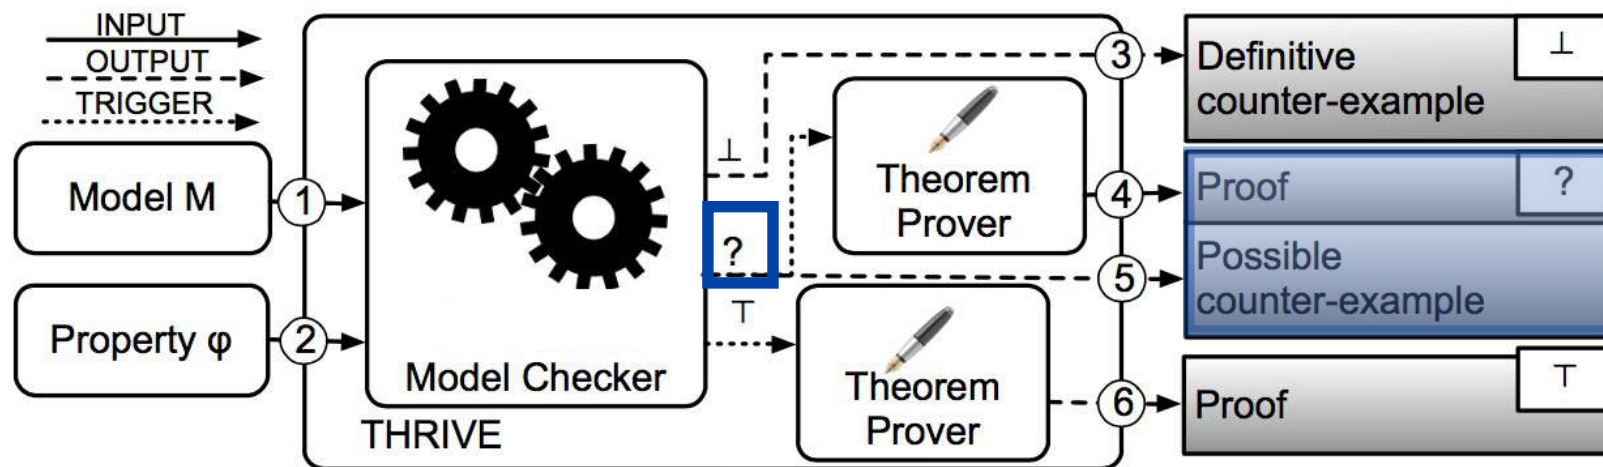 INPUT
OUTPUT
TRIGGER
Model M
Property φ
1
2
Model Checker
THRIVE
⊥
?
⊤
Theorem
Prover
Theorem
Prover
3
4
5
6
Definitive
counter-example
⊥
Proof
?
Possible
counter-example
Proof
⊤